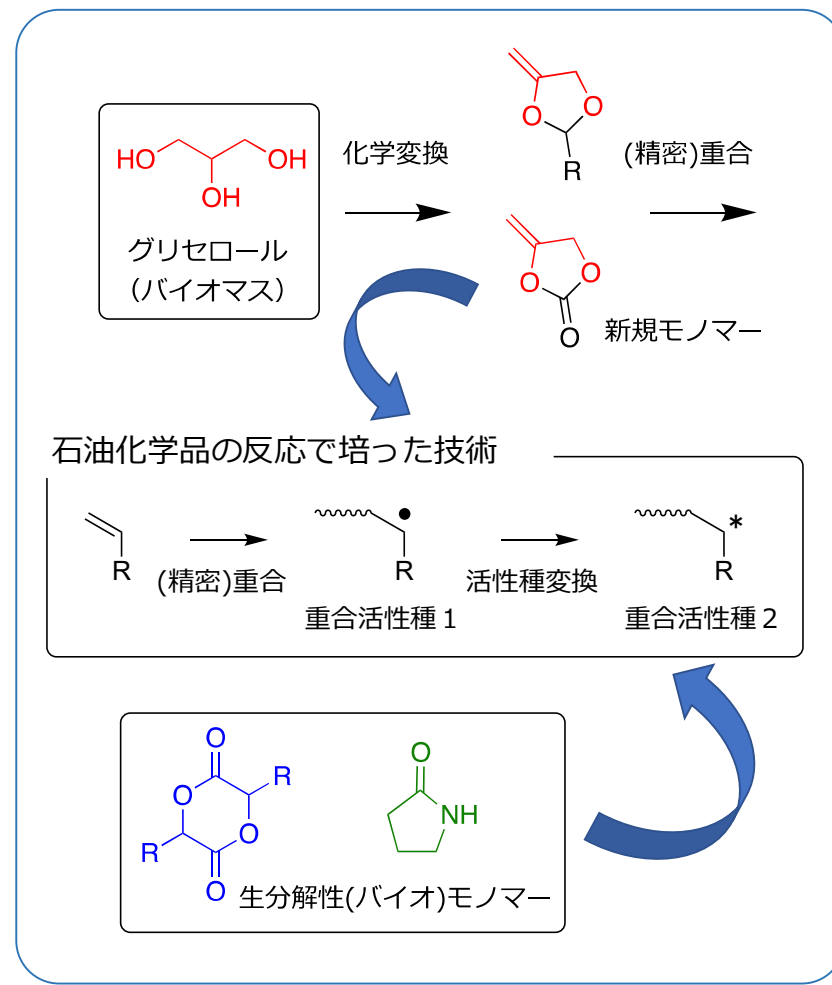 HO
OH
OH
グリセロール
（バイオマス）
化学変換
O
O
R
O
O
O
(精密)重合
新規モノマー
石油化学品の反応で培った技術
R
(精密)重合
R
重合活性種１
活性種変換
*
R
重合活性種２
O
R
O
O
R
O
O
NH
生分解性(バイオ)モノマー